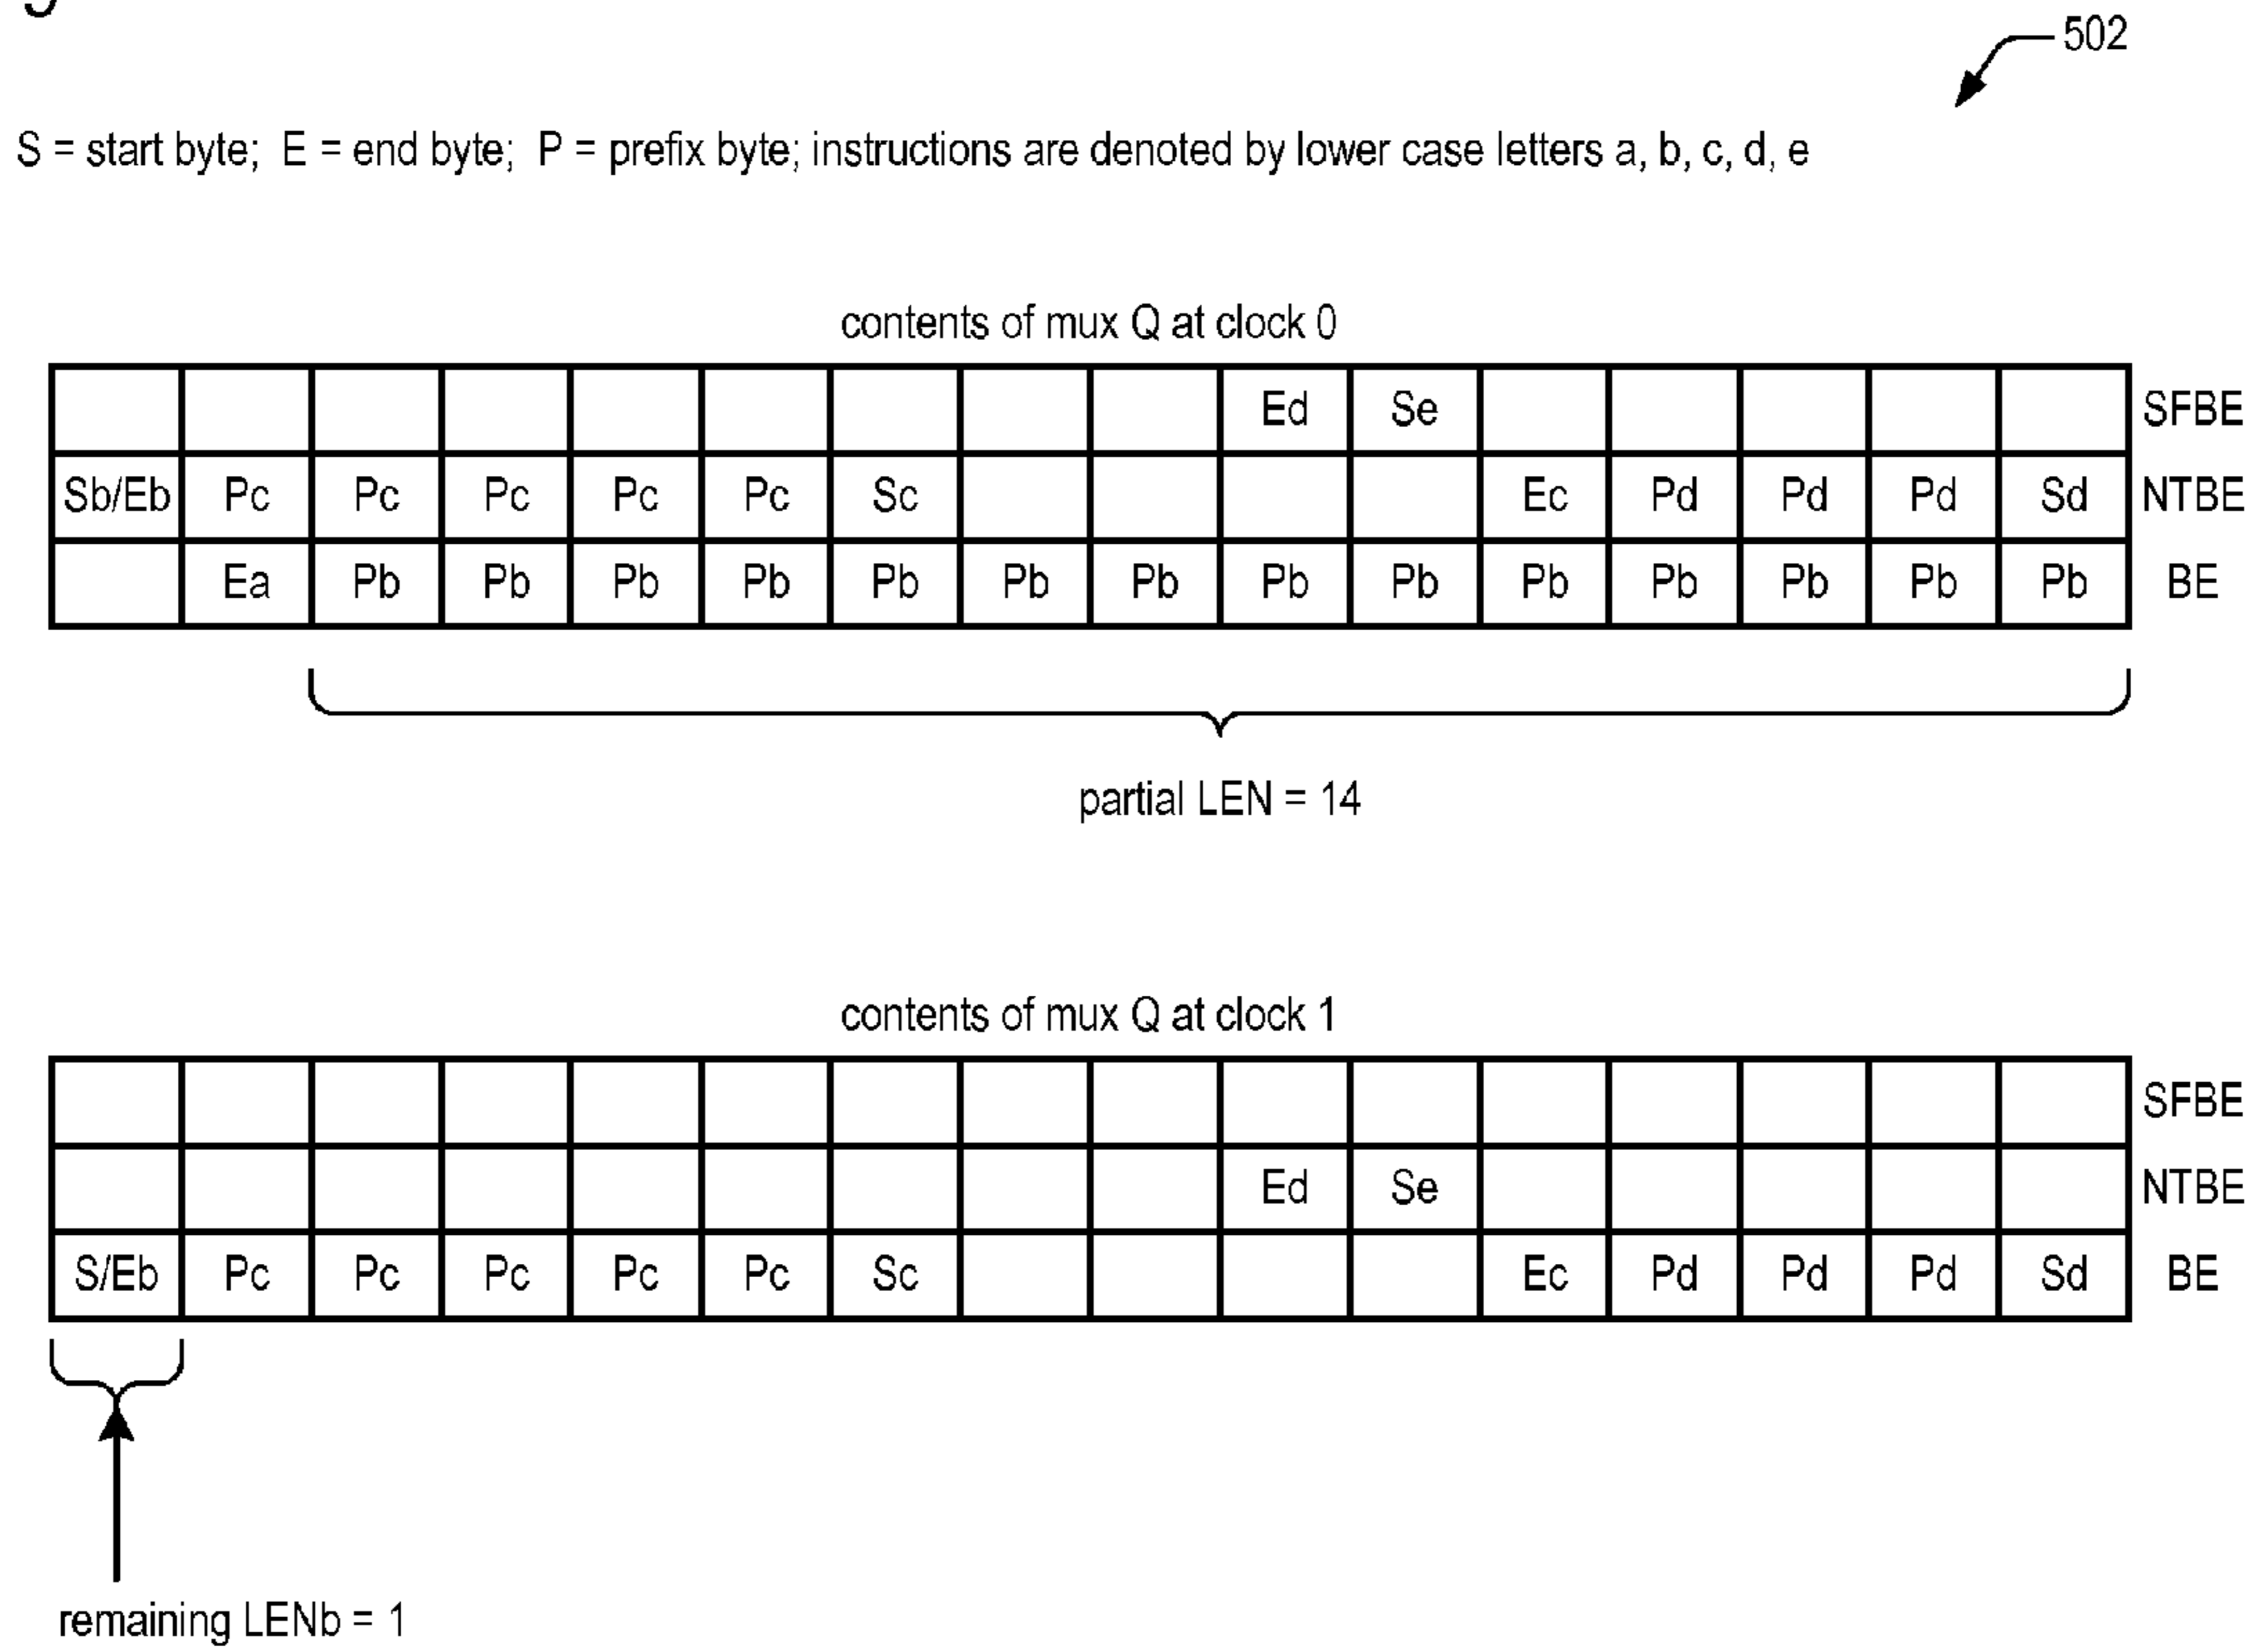 502
S = start byte; E = end byte; P = prefix byte; instructions are denoted by lower case letters a, b, c, d, e
contents of mux Q at clock 0
Ed Se SFBE
Sb/Eb Pc Pc Pc Pc Pc Sc Ec Pd Pd Pd Sd NTBE
Ea Pb Pb Pb Pb Pb Pb Pb Pb Pb Pb Pb Pb Pb Pb BE
partial LEN = 14
contents of mux Q at clock 1
SFBE
Ed Se NTBE
S/Eb Pc Pc Pc Pc Pc Sc Ec Pd Pd Pd Sd BE
remaining LENb = 1